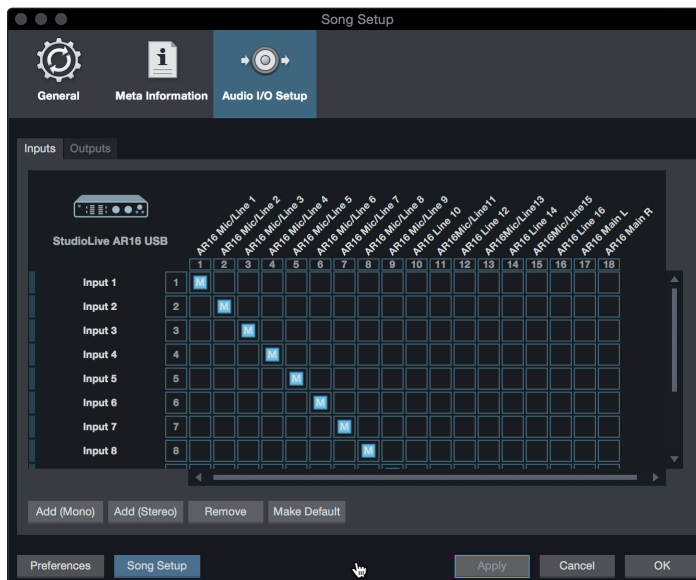 Song Setup
General
Meta Information
Audio I/O Setup
Inputs
Outputs
StudioLive AR16 USB
AR16 Mic/Line 1
AR16 Mic/Line 2
AR16 Mic/Line 3
AR16 Mic/Line 4
AR16 Mic/Line 5
AR16 Mic/Line 6
AR16 Mic/Line 7
AR16 Mic/Line 8
AR16 Mic/Line 9
AR16 Line 10
AR16Mic/Line11
AR16 Line 12
AR16Mic/Line13
AR16 Line 14
AR16Mic/Line15
AR16 Line 16
AR16 Main L
AR16 Main R
1 2 3 4 5 6 7 8 9 10 11 12 13 14 15 16 17 18
Input 1 1 M
Input 2 2 M
Input 3 3 M
Input 4 4 M
Input 5 5 M
Input 6 6 M
Input 7 7 M
Input 8 8 M
Add (Mono) Add (Stereo) Remove Make Default
Preferences Song Setup Apply Cancel OK